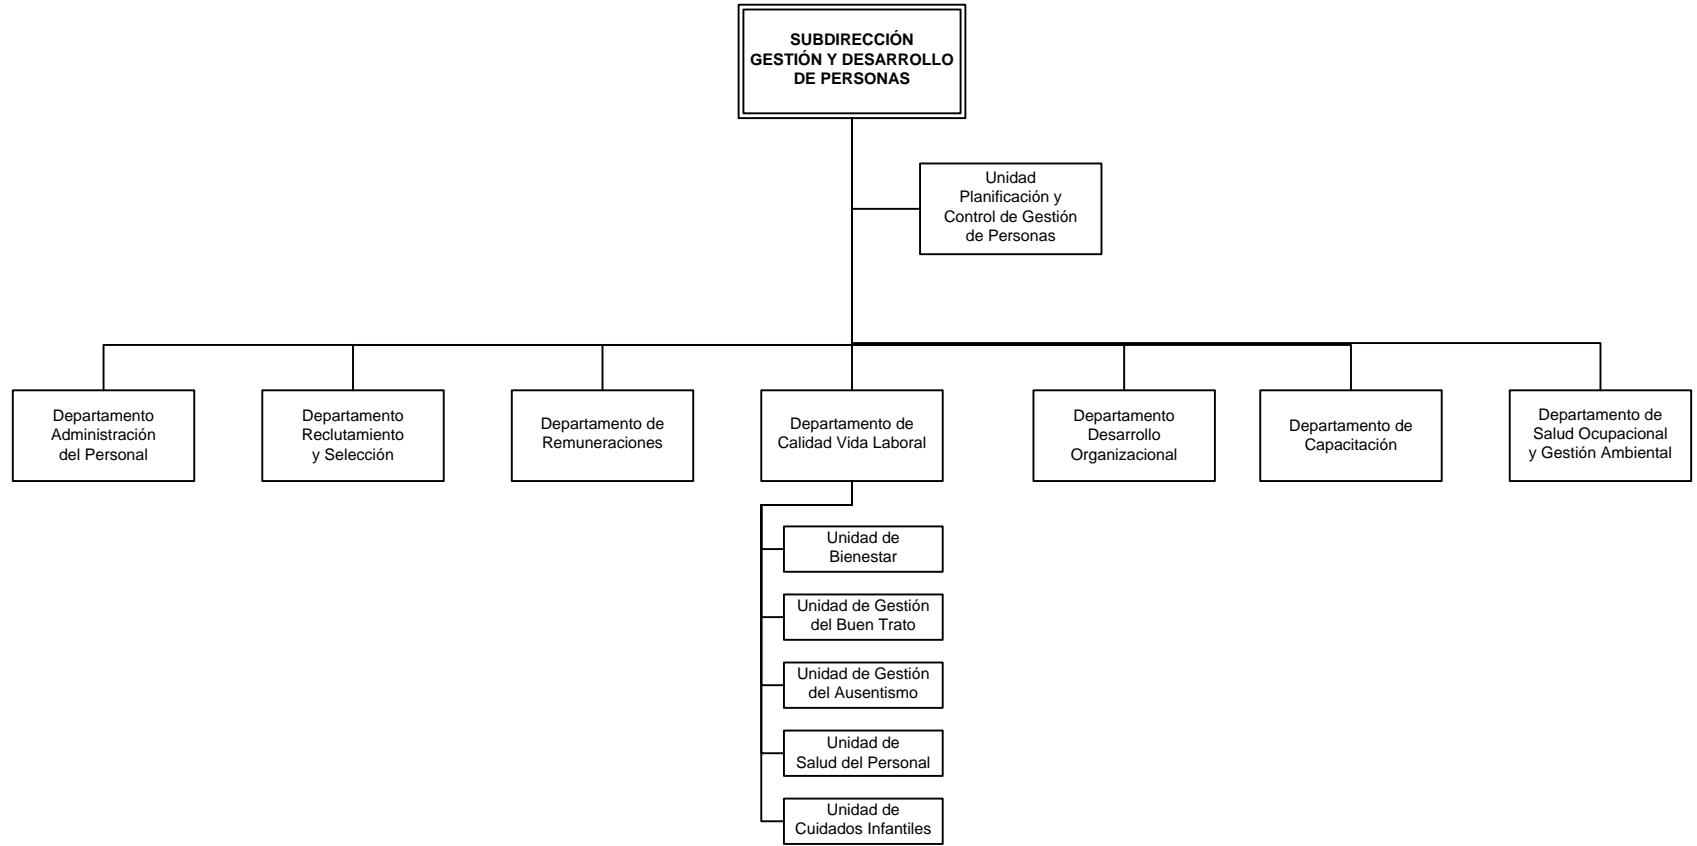 SUBDIRECCIÓN
GESTIÓN Y DESARROLLO
DE PERSONAS
Unidad
Planificación y
Control de Gestión
de Personas
Departamento
Administración
del Personal
Departamento
Reclutamiento
y Selección
Departamento de
Remuneraciones
Departamento de
Calidad Vida Laboral
Departamento
Desarrollo
Organizacional
Departamento de
Capacitación
Departamento de
Salud Ocupacional
y Gestión Ambiental
Unidad de
Bienestar
Unidad de Gestión
del Buen Trato
Unidad de Gestión
del Ausentismo
Unidad de
Salud del Personal
Unidad de
Cuidados Infantiles